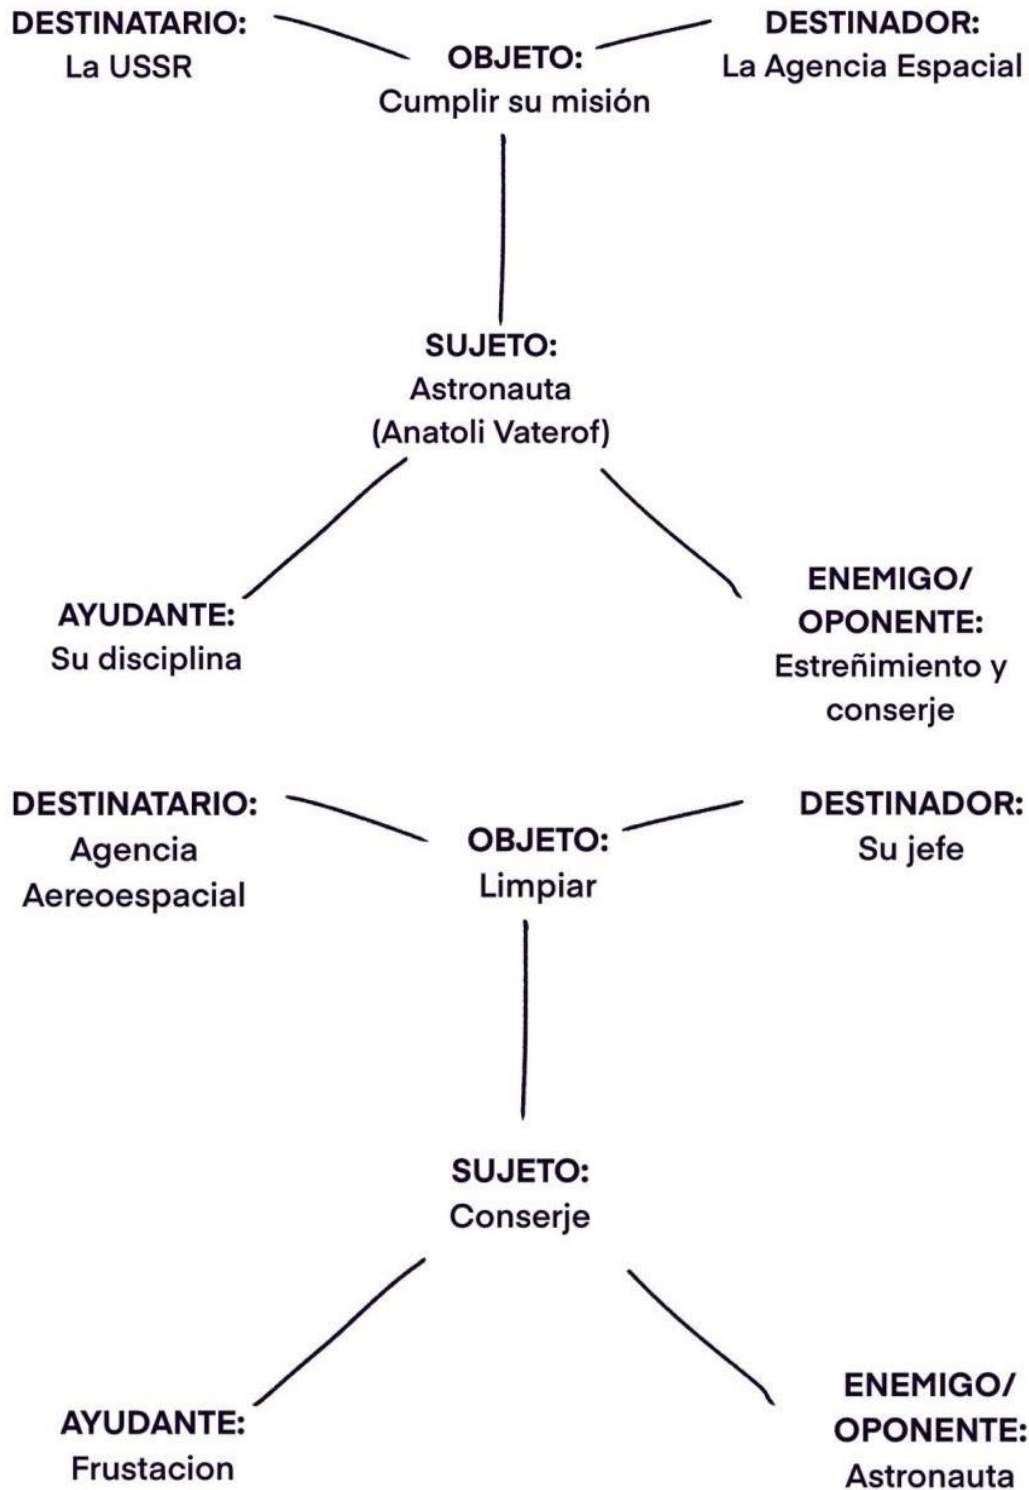 DESTINATARIO:
La USSR
OBJETO:
Cumplir su misión
DESTINADOR:
La Agencia Espacial
SUJETO:
Astronauta
(Anatoli Vaterof)
AYUDANTE:
Su disciplina
ENEMIGO/
OPONENTE:
Estreñimiento y
conserje
DESTINATARIO:
Agencia
Aereoespacial
OBJETO:
Limpiar
DESTINADOR:
Su jefe
SUJETO:
Conserje
AYUDANTE:
Frustacion
ENEMIGO/
OPONENTE:
Astronauta